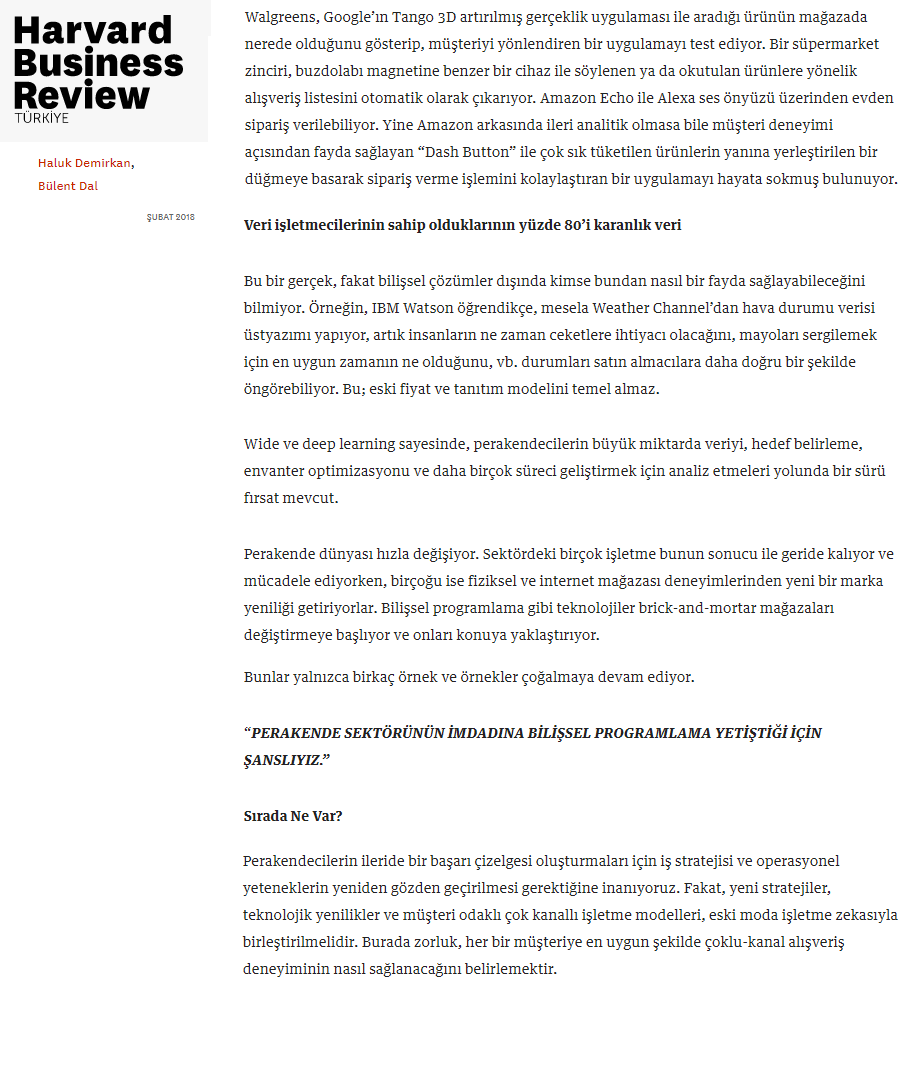 Harvard
Business
Review
TÜRKİYE
Haluk Demirkan,
Bülent Dal
ŞUBAT 2018
Walgreens, Google’ın Tango 3D artırılmış gerçeklik uygulaması ile aradığı ürünün mağazada
nerede olduğunu gösterip, müşteriyi yönlendiren bir uygulamayı test ediyor. Bir süpermarket
zinciri, buzdolabı magnetine benzer bir cihaz ile söylenen ya da okutulan ürünlere yönelik
alışveriş listesini otomatik olarak çıkarıyor. Amazon Echo ile Alexa ses önyüzü üzerinden evden
sipariş verilebiliyor. Yine Amazon arkasında ileri analitik olmasa bile müşteri deneyimi
açısından fayda sağlayan “Dash Button” ile çok sık tüketilen ürünlerin yanına yerleştirilen bir
düğmeye basarak sipariş verme işlemini kolaylaştıran bir uygulamayı hayata sokmuş bulunuyor.
Veri işletmecilerinin sahip olduklarının yüzde 80’i karanlık veri
Bu bir gerçek, fakat bilişsel çözümler dışında kimse bundan nasıl bir fayda sağlayabileceğini
bilmiyor. Örneğin, IBM Watson öğrendikçe, mesela Weather Channel’dan hava durumu verisi
üstyazımı yapıyor, artık insanların ne zaman ceketlere ihtiyacı olacağını, mayoları sergilemek
için en uygun zamanın ne olduğunu, vb. durumları satın almacılara daha doğru bir şekilde
öngörebiliyor. Bu; eski fiyat ve tanıtım modelini temel almaz.
Wide ve deep learning sayesinde, perakendecilerin büyük miktarda veriyi, hedef belirleme,
envanter optimizasyonu ve daha birçok süreci geliştirmek için analiz etmeleri yolunda bir sürü
fırsat mevcut.
Perakende dünyası hızla değişiyor. Sektördeki birçok işletme bunun sonucu ile geride kalıyor ve
mücadele ediyorken, birçoğu ise fiziksel ve internet mağazası deneyimlerinden yeni bir marka
yeniliği getiriyorlar. Bilişsel programlama gibi teknolojiler brick-and-mortar mağazaları
değiştirmeye başlıyor ve onları konuya yaklaştırıyor.
Bunlar yalnızca birkaç örnek ve örnekler çoğalmaya devam ediyor.
“PERAKENDE SEKTÖRÜNÜN İMDADINA BİLİŞSEL PROGRAMLAMA YETİŞTİĞİ İÇİN
ŞANSLIYIZ.”
Sırada Ne Var?
Perakendecilerin ileride bir başarı çizelgesi oluşturmaları için iş stratejisi ve operasyonel
yeteneklerin yeniden gözden geçirilmesi gerektiğine inanıyoruz. Fakat, yeni stratejiler,
teknolojik yenilikler ve müşteri odaklı çok kanallı işletme modelleri, eski moda işletme zekasıyla
birleştirilmelidir. Burada zorluk, her bir müşteriye en uygun şekilde çoklu-kanal alışveriş
deneyiminin nasıl sağlanacağını belirlemektir.